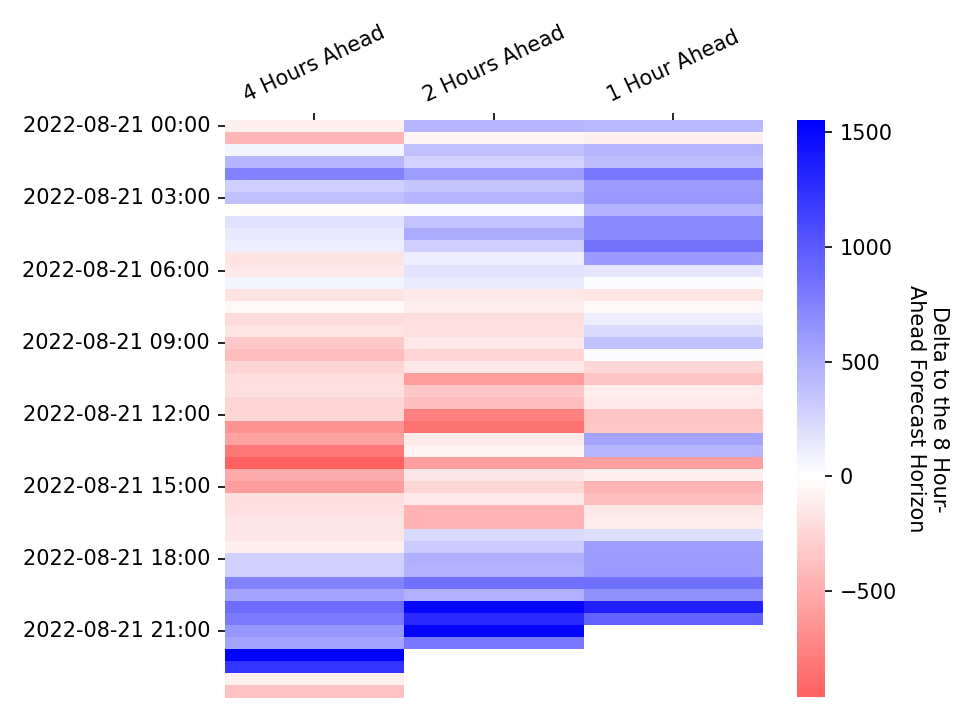 4 Hours Ahead
2 Hours Ahead
1 Hour Ahead
2022-08-21 00:00
2022-08-21 03:00
2022-08-21 06:00
2022-08-21 09:00
2022-08-21 12:00
2022-08-21 15:00
2022-08-21 18:00
2022-08-21 21:00
1500
1000
500
0
−500
Delta to the 8 Hour-
Ahead Forecast Horizon